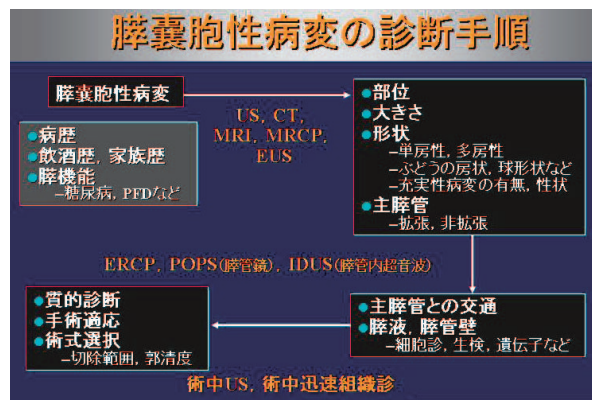 膵嚢胞性病変の診断手順
膵嚢胞性病変
US, CT,
MRI, MRCP,
EUS
●病歴
●飲酒歴, 家族歴
●膵機能
–糖尿病, PFDなど
●部位
●大きさ
●形状
–単房性, 多房性
–ぶどうの房状, 球形状など
–充実性病変の有無, 性状
●主膵管
–拡張, 非拡張
ERCP, POPS(膵管鏡), IDUS(膵管内超音波)
●主膵管との交通
●膵液, 膵管壁
–細胞診, 生検, 遺伝子など
●質的診断
●手術適応
●術式選択
–切除範囲, 郭清度
術中US, 術中迅速組織診